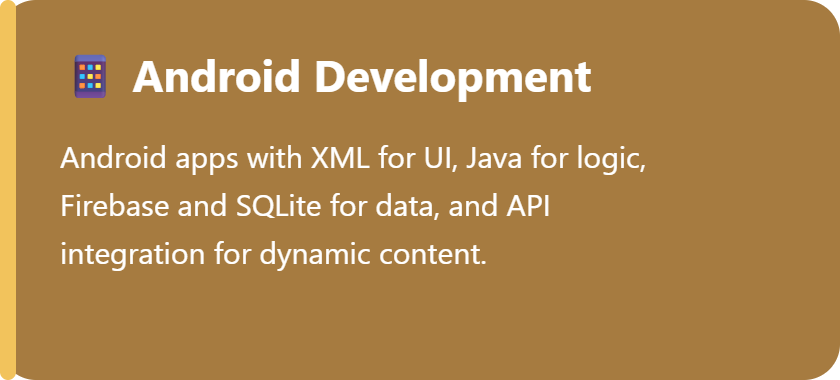 Android Development
Android apps with XML for UI, Java for logic,
Firebase and SQLite for data, and API
integration for dynamic content.